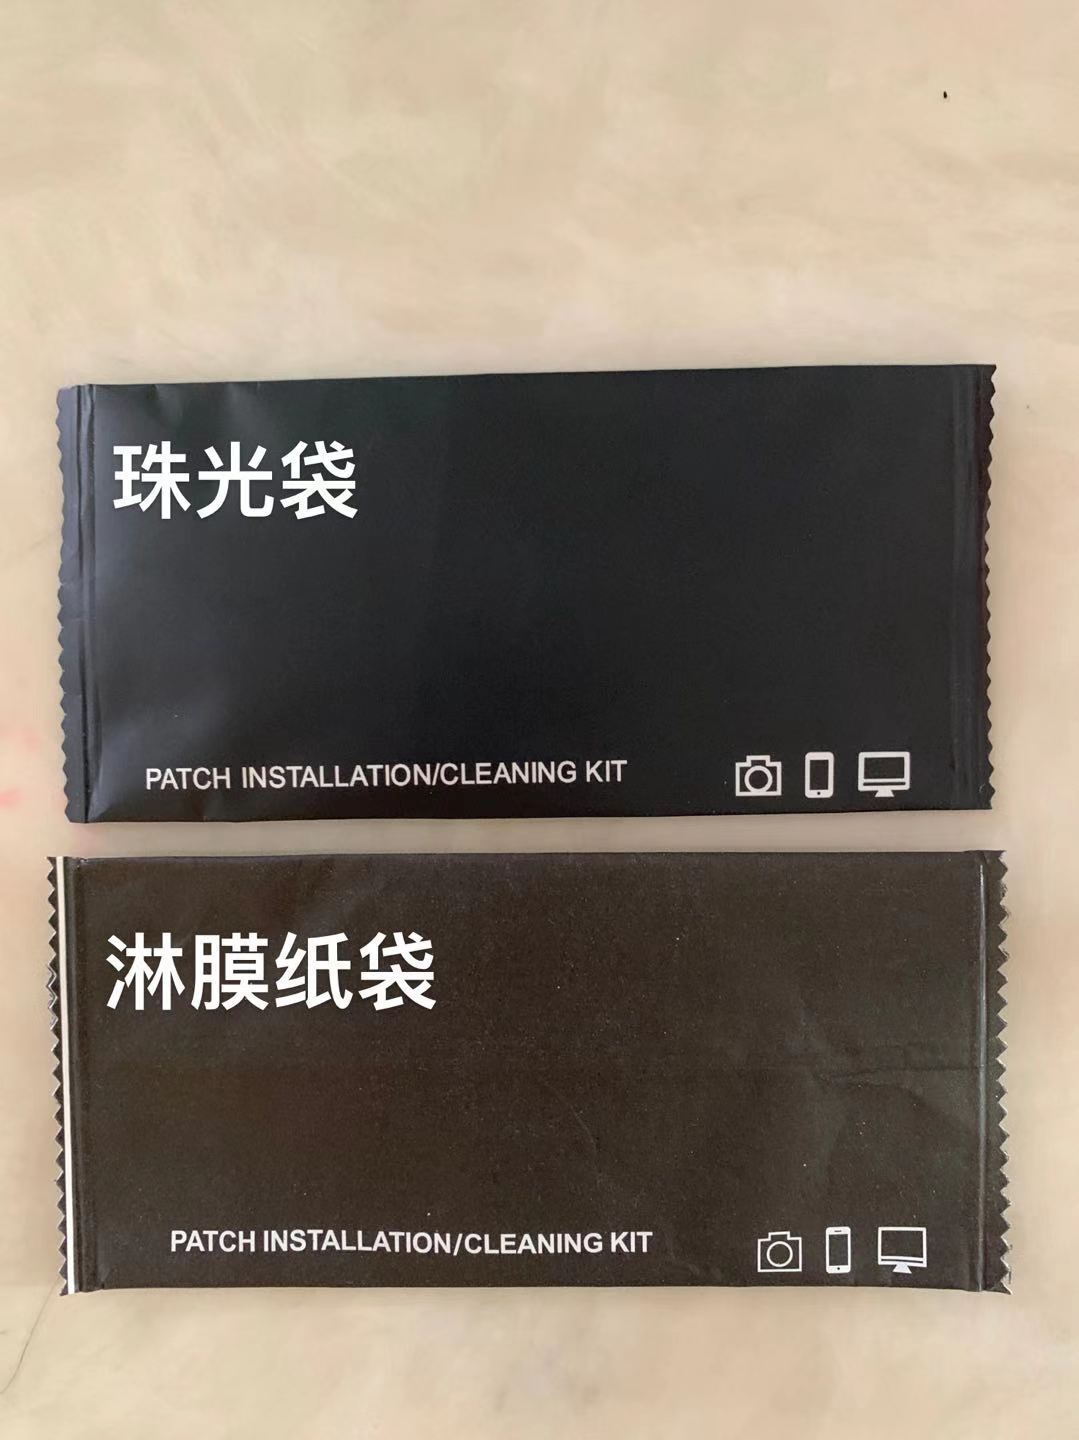 珠光袋
PATCH INSTALLATION/CLEANING KIT
淋膜纸袋
PATCH INSTALLATION/CLEANING KIT